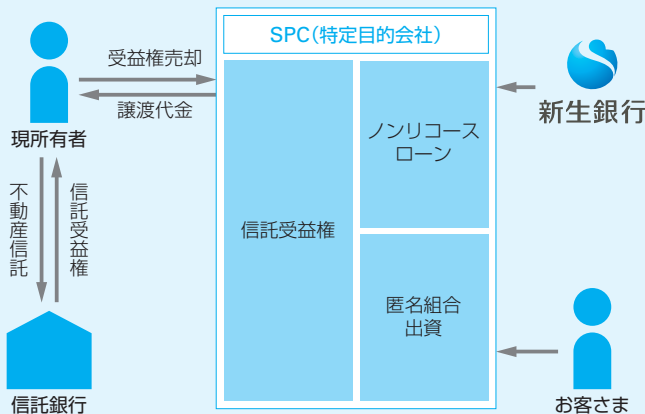 SPC(特定目的会社)
受益権売却
譲渡代金
現所有者
不動産信託
信託受益権
信託銀行
信託受益権
ノンリコース
ローン
匿名組合
出資
新生銀行
お客さま